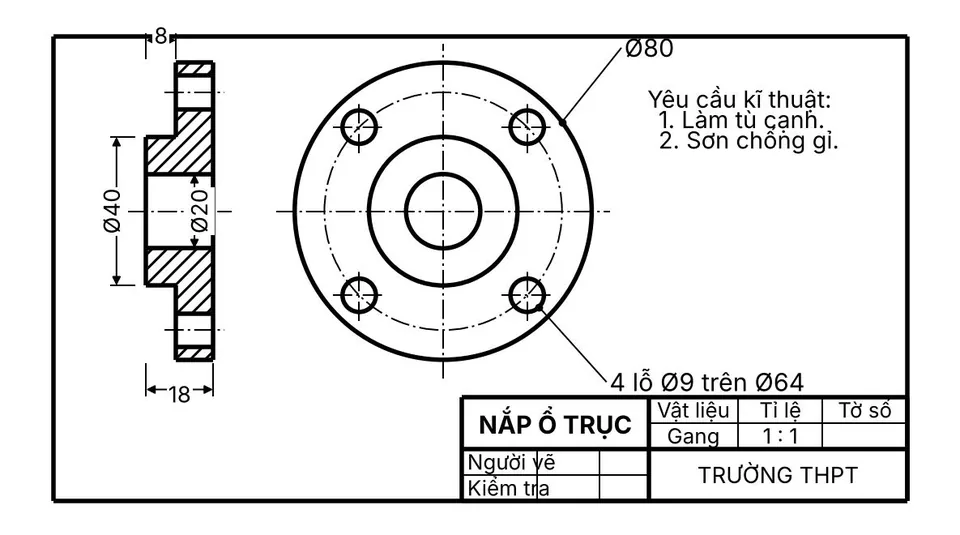 8
Ø80
Yêu cầu kĩ thuật:
1. Làm tù cạnh.
2. Sơn chống gỉ.
Ø40
Ø20
18
4 lỗ Ø9 trên Ø64
NẮP Ổ TRỤC
Vật liệu Tỉ lệ Tờ số
Gang 1 : 1
Người vẽ
Kiểm tra
TRƯỜNG THPT